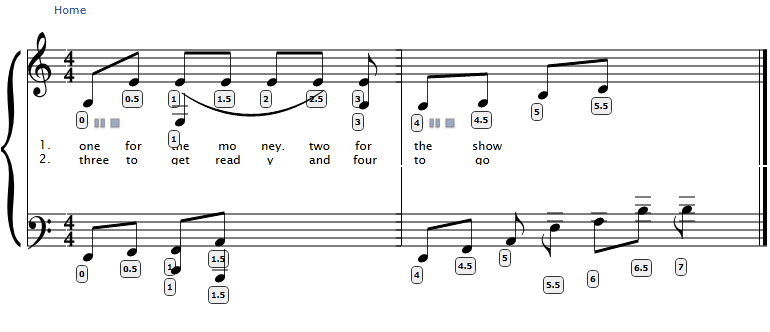 Home
4
4
0.5 1 1.5 2 2.5 3 5.5
0 3 4 4.5 5
1
1. one for the mo ney. two for the show
2. three to get read y and four to go
4
4
0 0.5 1 1.5 4 4.5 5 5.5 6 6.5 7
1 1.5